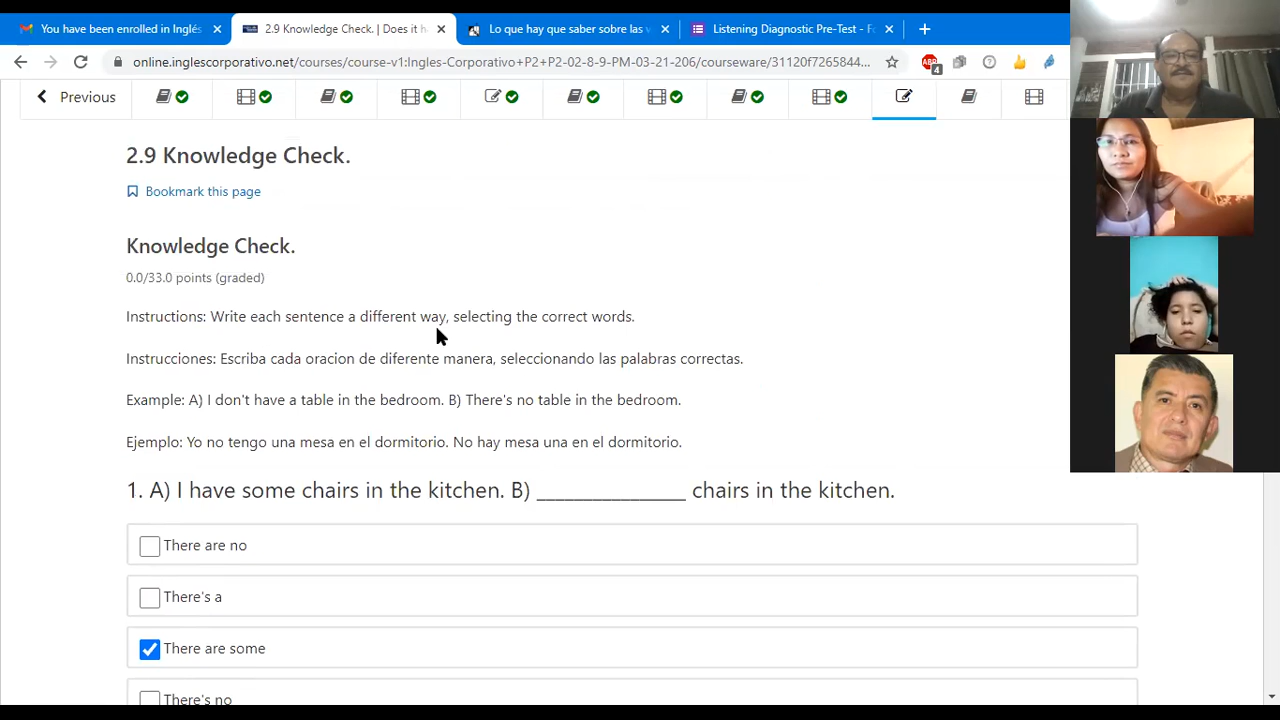 You have been enrolled in Inglés
2.9 Knowledge Check. | Does it h
Lo que hay que saber sobre las v
Listening Diagnostic Pre-Test - Fo
online.inglescorporativo.net/courses/course-v1:Ingles-Corporativo+P2+P2-02-8-9-PM-03-21-206/courseware/31120f7265844...
ABP
4
Previous
2.9 Knowledge Check.
Bookmark this page
Knowledge Check.
0.0/33.0 points (graded)
Instructions: Write each sentence a different way, selecting the correct words.
Instrucciones: Escriba cada oracion de diferente manera, seleccionando las palabras correctas.
Example: A) I don't have a table in the bedroom. B) There's no table in the bedroom.
Ejemplo: Yo no tengo una mesa en el dormitorio. No hay mesa una en el dormitorio.
1. A) I have some chairs in the kitchen. B) ________________ chairs in the kitchen.
There are no
There's a
There are some
There's no